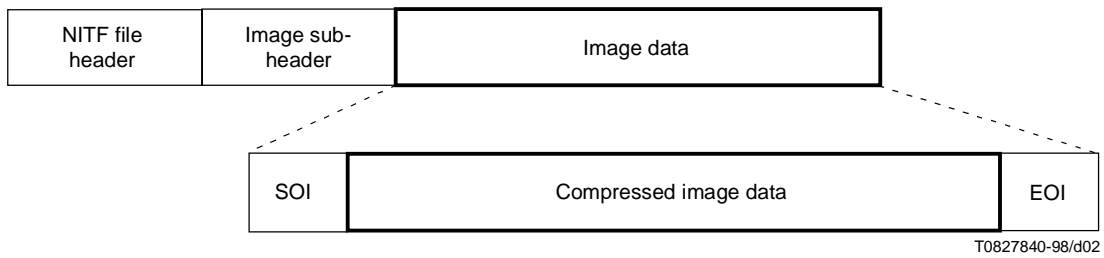 NITF file
header
Image sub-
header
Image data
SOI
Compressed image data
EOI
T0827840-98/d02